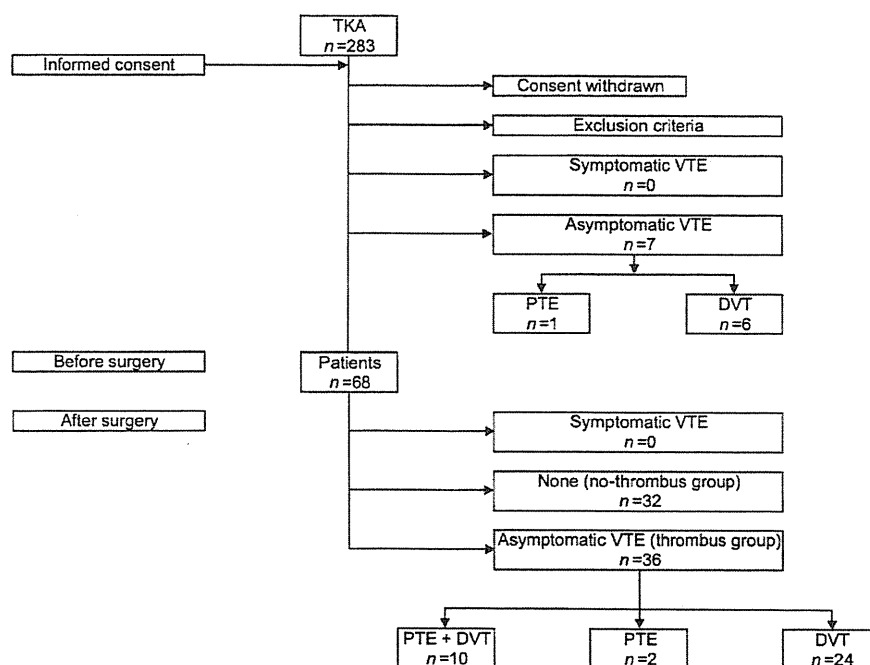 TKA
n=283
Informed consent
Consent withdrawn
Exclusion criteria
Symptomatic VTE
n=0
Asymptomatic VTE
n=7
PTE
n=1
DVT
n=6
Before surgery
Patients
n=68
After surgery
Symptomatic VTE
n=0
None (no-thrombus group)
n=32
Asymptomatic VTE (thrombus group)
n=36
PTE + DVT
n=10
PTE
n=2
DVT
n=24